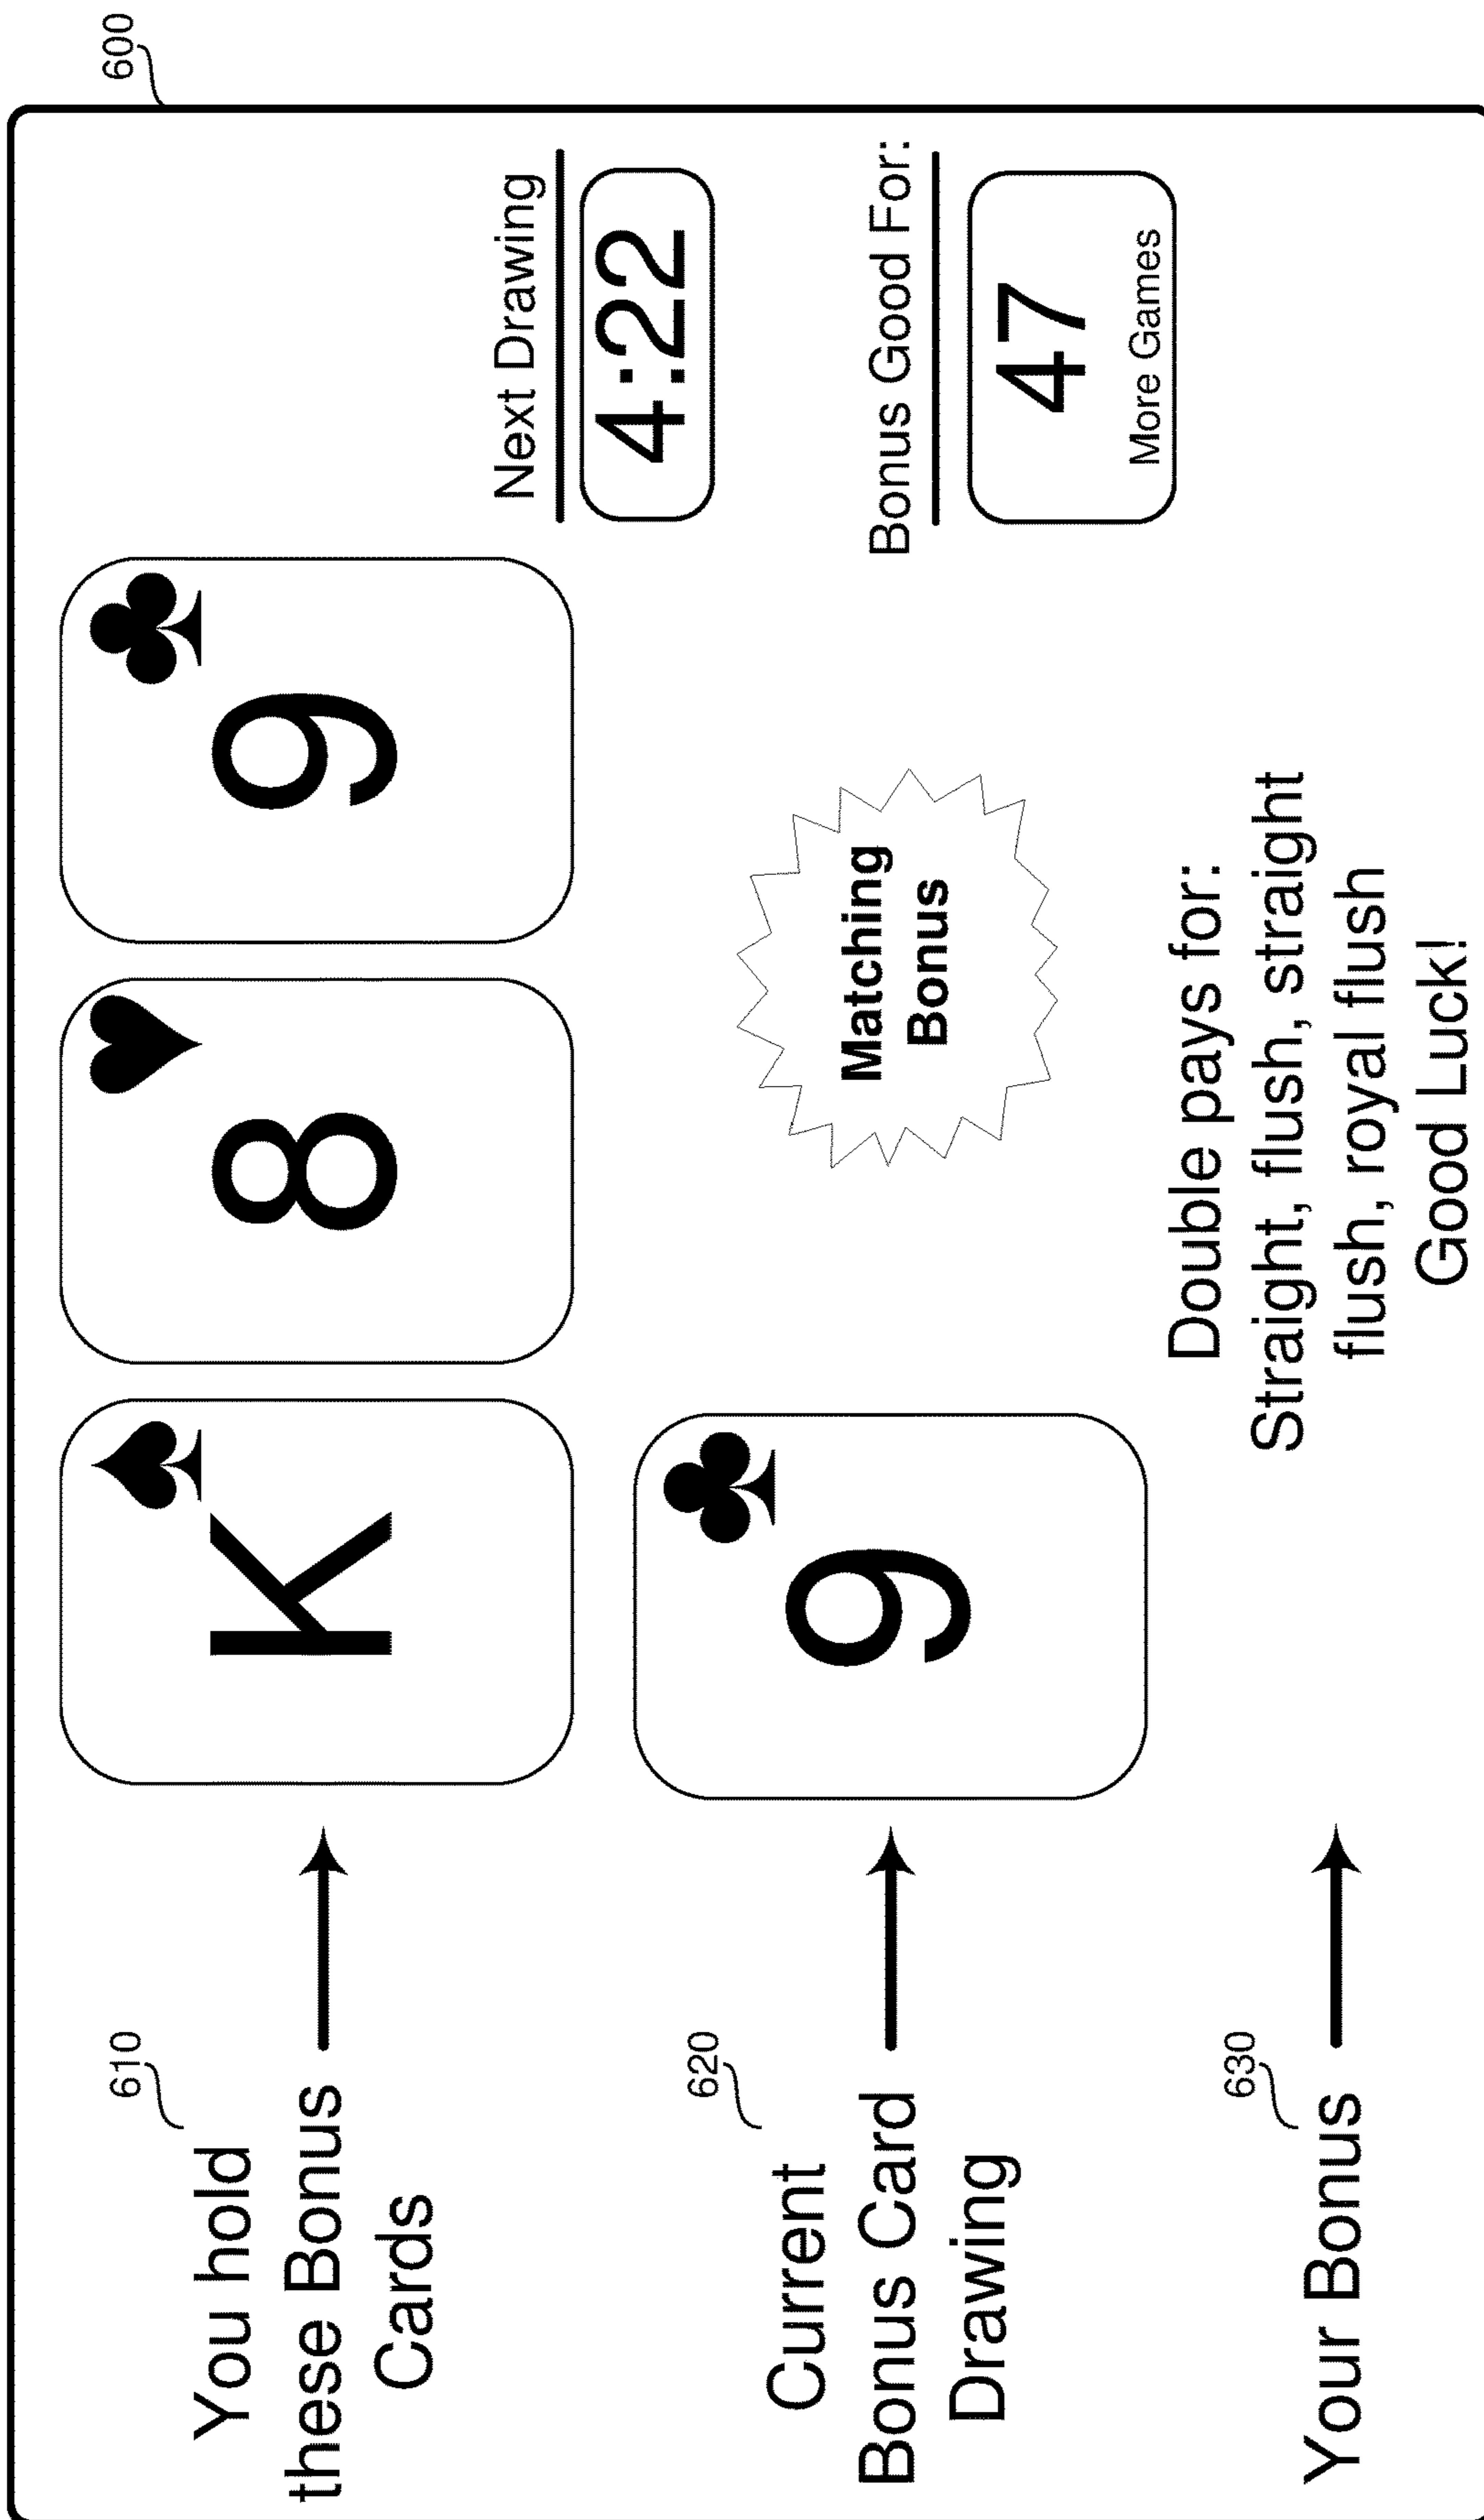 600
610
You hold
these Bonus
Cards
K♠
8♥
9♣
Next Drawing
4:22
620
Current
Bonus Card
Drawing
9♣
Matching
Bonus
Bonus Good For:
47
More Games
630
Your Bonus
Double pays for:
Straight, flush, straight
flush, royal flush
Good Luck!